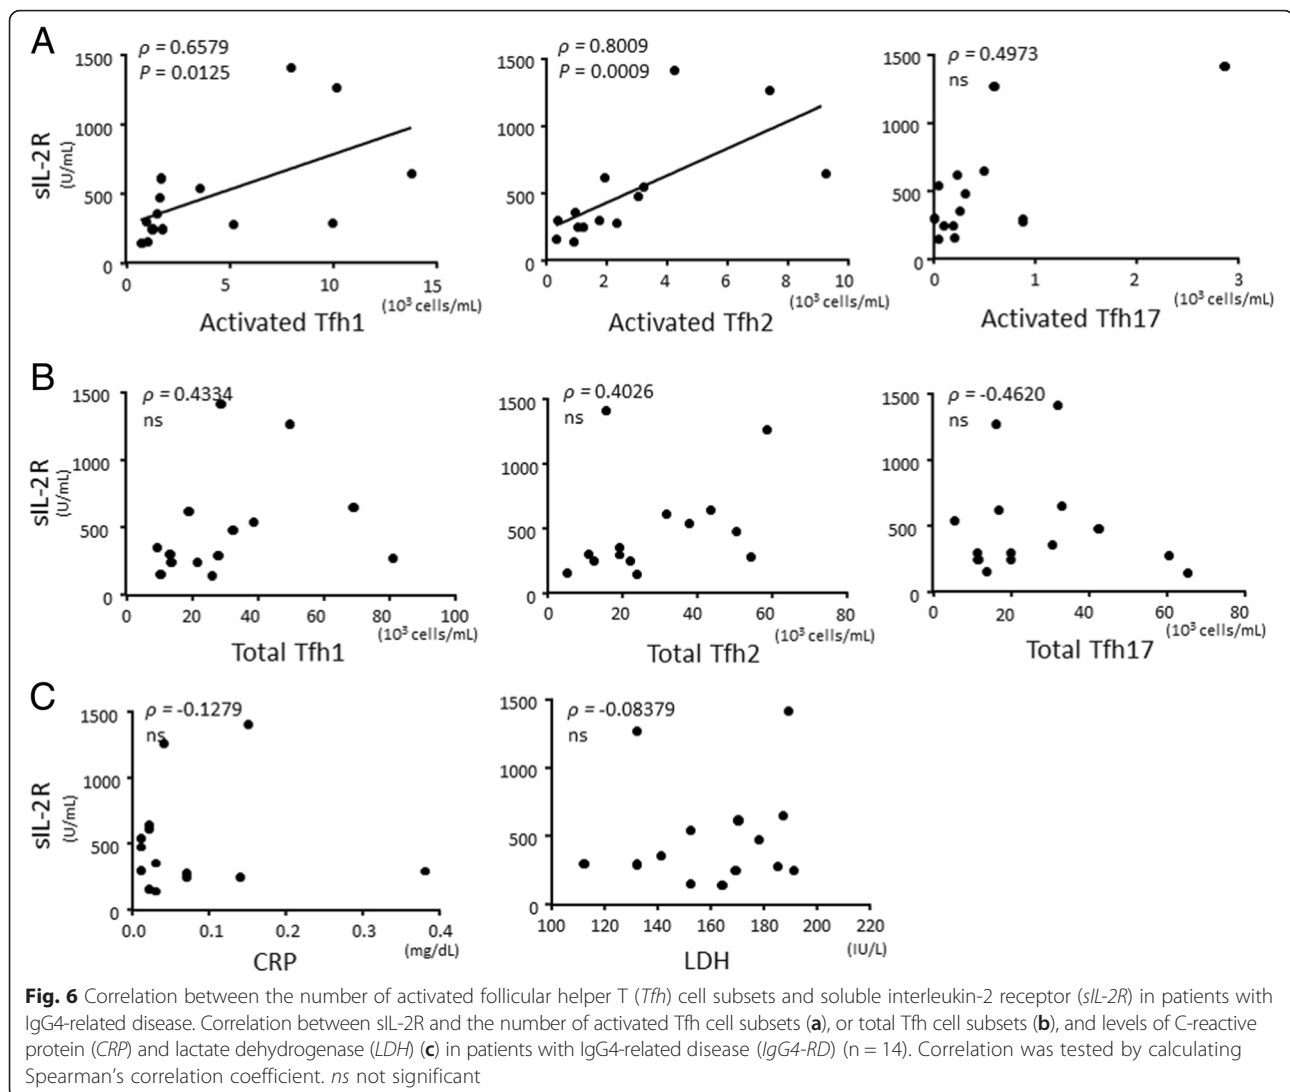 A
ρ = 0.6579
P = 0.0125
1500
1000
500
0
sIL-2R
(U/mL)
0 5 10 15
(10³ cells/mL)
Activated Tfh1
ρ = 0.8009
P = 0.0009
1500
1000
500
0
0 2 4 6 8 10
(10³ cells/mL)
Activated Tfh2
ρ = 0.4973
ns
1500
1000
500
0
0 1 2 3
(10³ cells/mL)
Activated Tfh17
B
ρ = 0.4334
ns
1500
1000
500
0
sIL-2R
(U/mL)
0 20 40 60 80 100
(10³ cells/mL)
Total Tfh1
ρ = 0.4026
ns
1500
1000
500
0
0 20 40 60 80
(10³ cells/mL)
Total Tfh2
ρ = -0.4620
ns
1500
1000
500
0
0 20 40 60 80
(10³ cells/mL)
Total Tfh17
C
ρ = -0.1279
ns
1500
1000
500
0
sIL-2R
(U/mL)
0.0 0.1 0.2 0.3 0.4
(mg/dL)
CRP
ρ = -0.08379
ns
1500
1000
500
0
100 120 140 160 180 200 220
(IU/L)
LDH
Fig. 6 Correlation between the number of activated follicular helper T (Tfh) cell subsets and soluble interleukin-2 receptor (sIL-2R) in patients with
IgG4-related disease. Correlation between sIL-2R and the number of activated Tfh cell subsets (a), or total Tfh cell subsets (b), and levels of C-reactive
protein (CRP) and lactate dehydrogenase (LDH) (c) in patients with IgG4-related disease (IgG4-RD) (n = 14). Correlation was tested by calculating
Spearman's correlation coefficient. ns not significant